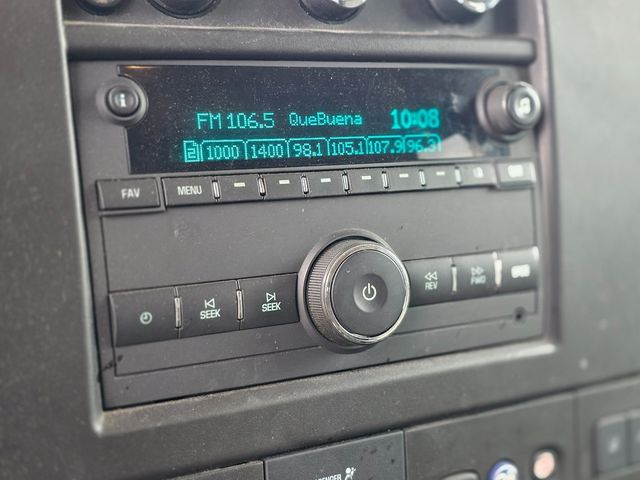 FM 106.5 QueBuena 10:08
2 1000 1400 98.1 105.1 107.9 96.3
FAV MENU
SEEK SEEK REV FWD